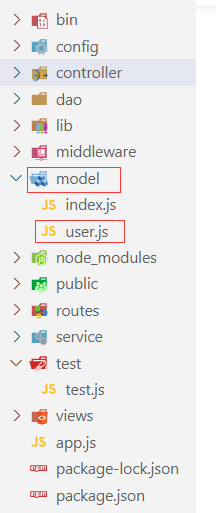 bin
config
controller
dao
lib
middleware
model
JS index.js
JS user.js
node_modules
public
routes
service
test
JS test.js
views
JS app.js
package-lock.json
package.json